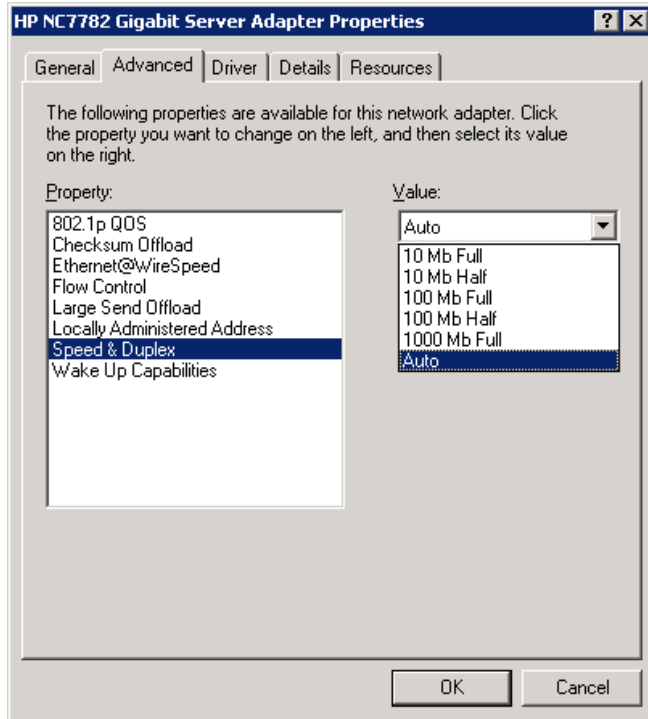 HP NC7782 Gigabit Server Adapter Properties
General Advanced Driver Details Resources
The following properties are available for this network adapter. Click
the property you want to change on the left, and then select its value
on the right.
Property:
802.1p QOS
Checksum Offload
Ethernet@WireSpeed
Flow Control
Large Send Offload
Locally Administered Address
Speed & Duplex
Wake Up Capabilities
Value:
Auto
10 Mb Full
10 Mb Half
100 Mb Full
100 Mb Half
1000 Mb Full
Auto
OK Cancel